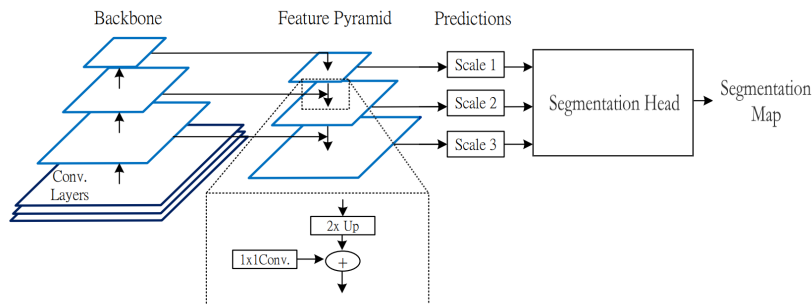 Backbone
Feature Pyramid
Predictions
Scale 1
Scale 2
Scale 3
Segmentation Head
Segmentation
Map
Conv.
Layers
2x Up
1x1Conv.
+